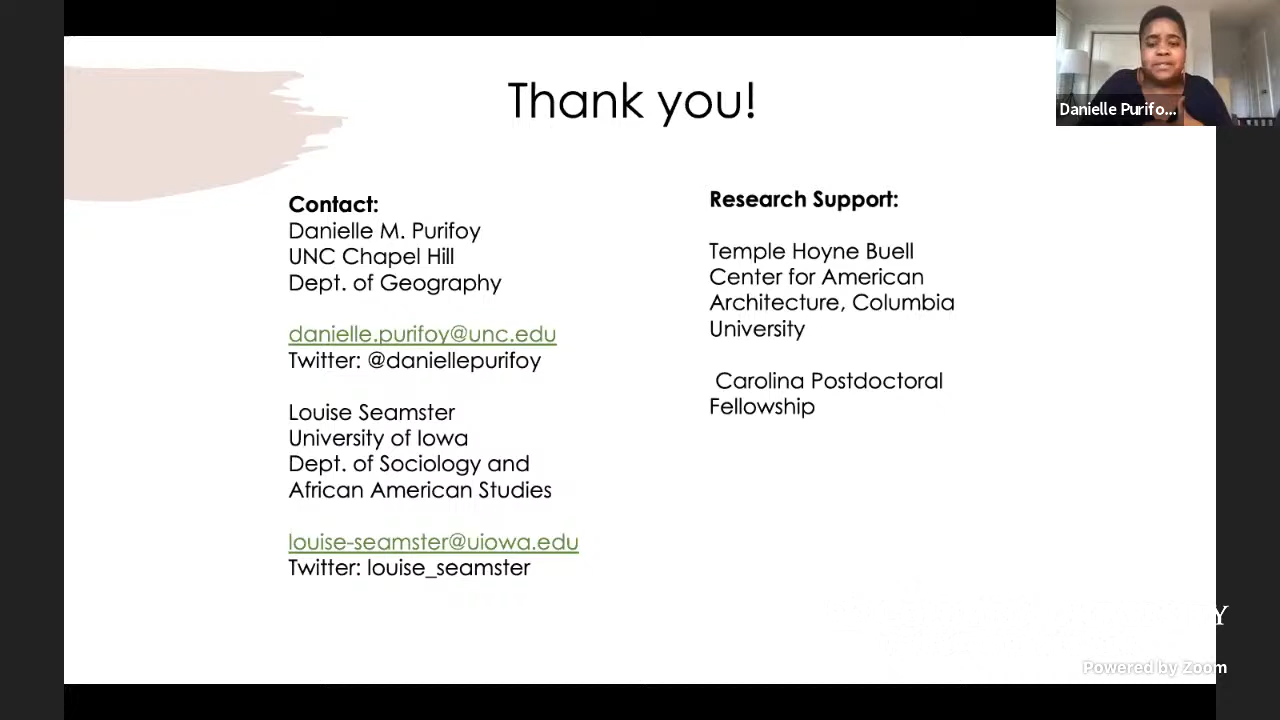 Thank you!
Contact:
Danielle M. Purifoy
UNC Chapel Hill
Dept. of Geography
danielle.purifoy@unc.edu
Twitter: @daniellepurifoy
Louise Seamster
University of Iowa
Dept. of Sociology and
African American Studies
louise-seamster@uiowa.edu
Twitter: louise_seamster
Research Support:
Temple Hoyne Buell
Center for American
Architecture, Columbia
University
Carolina Postdoctoral
Fellowship
Danielle Purifo...
Y
Powered by Zoom